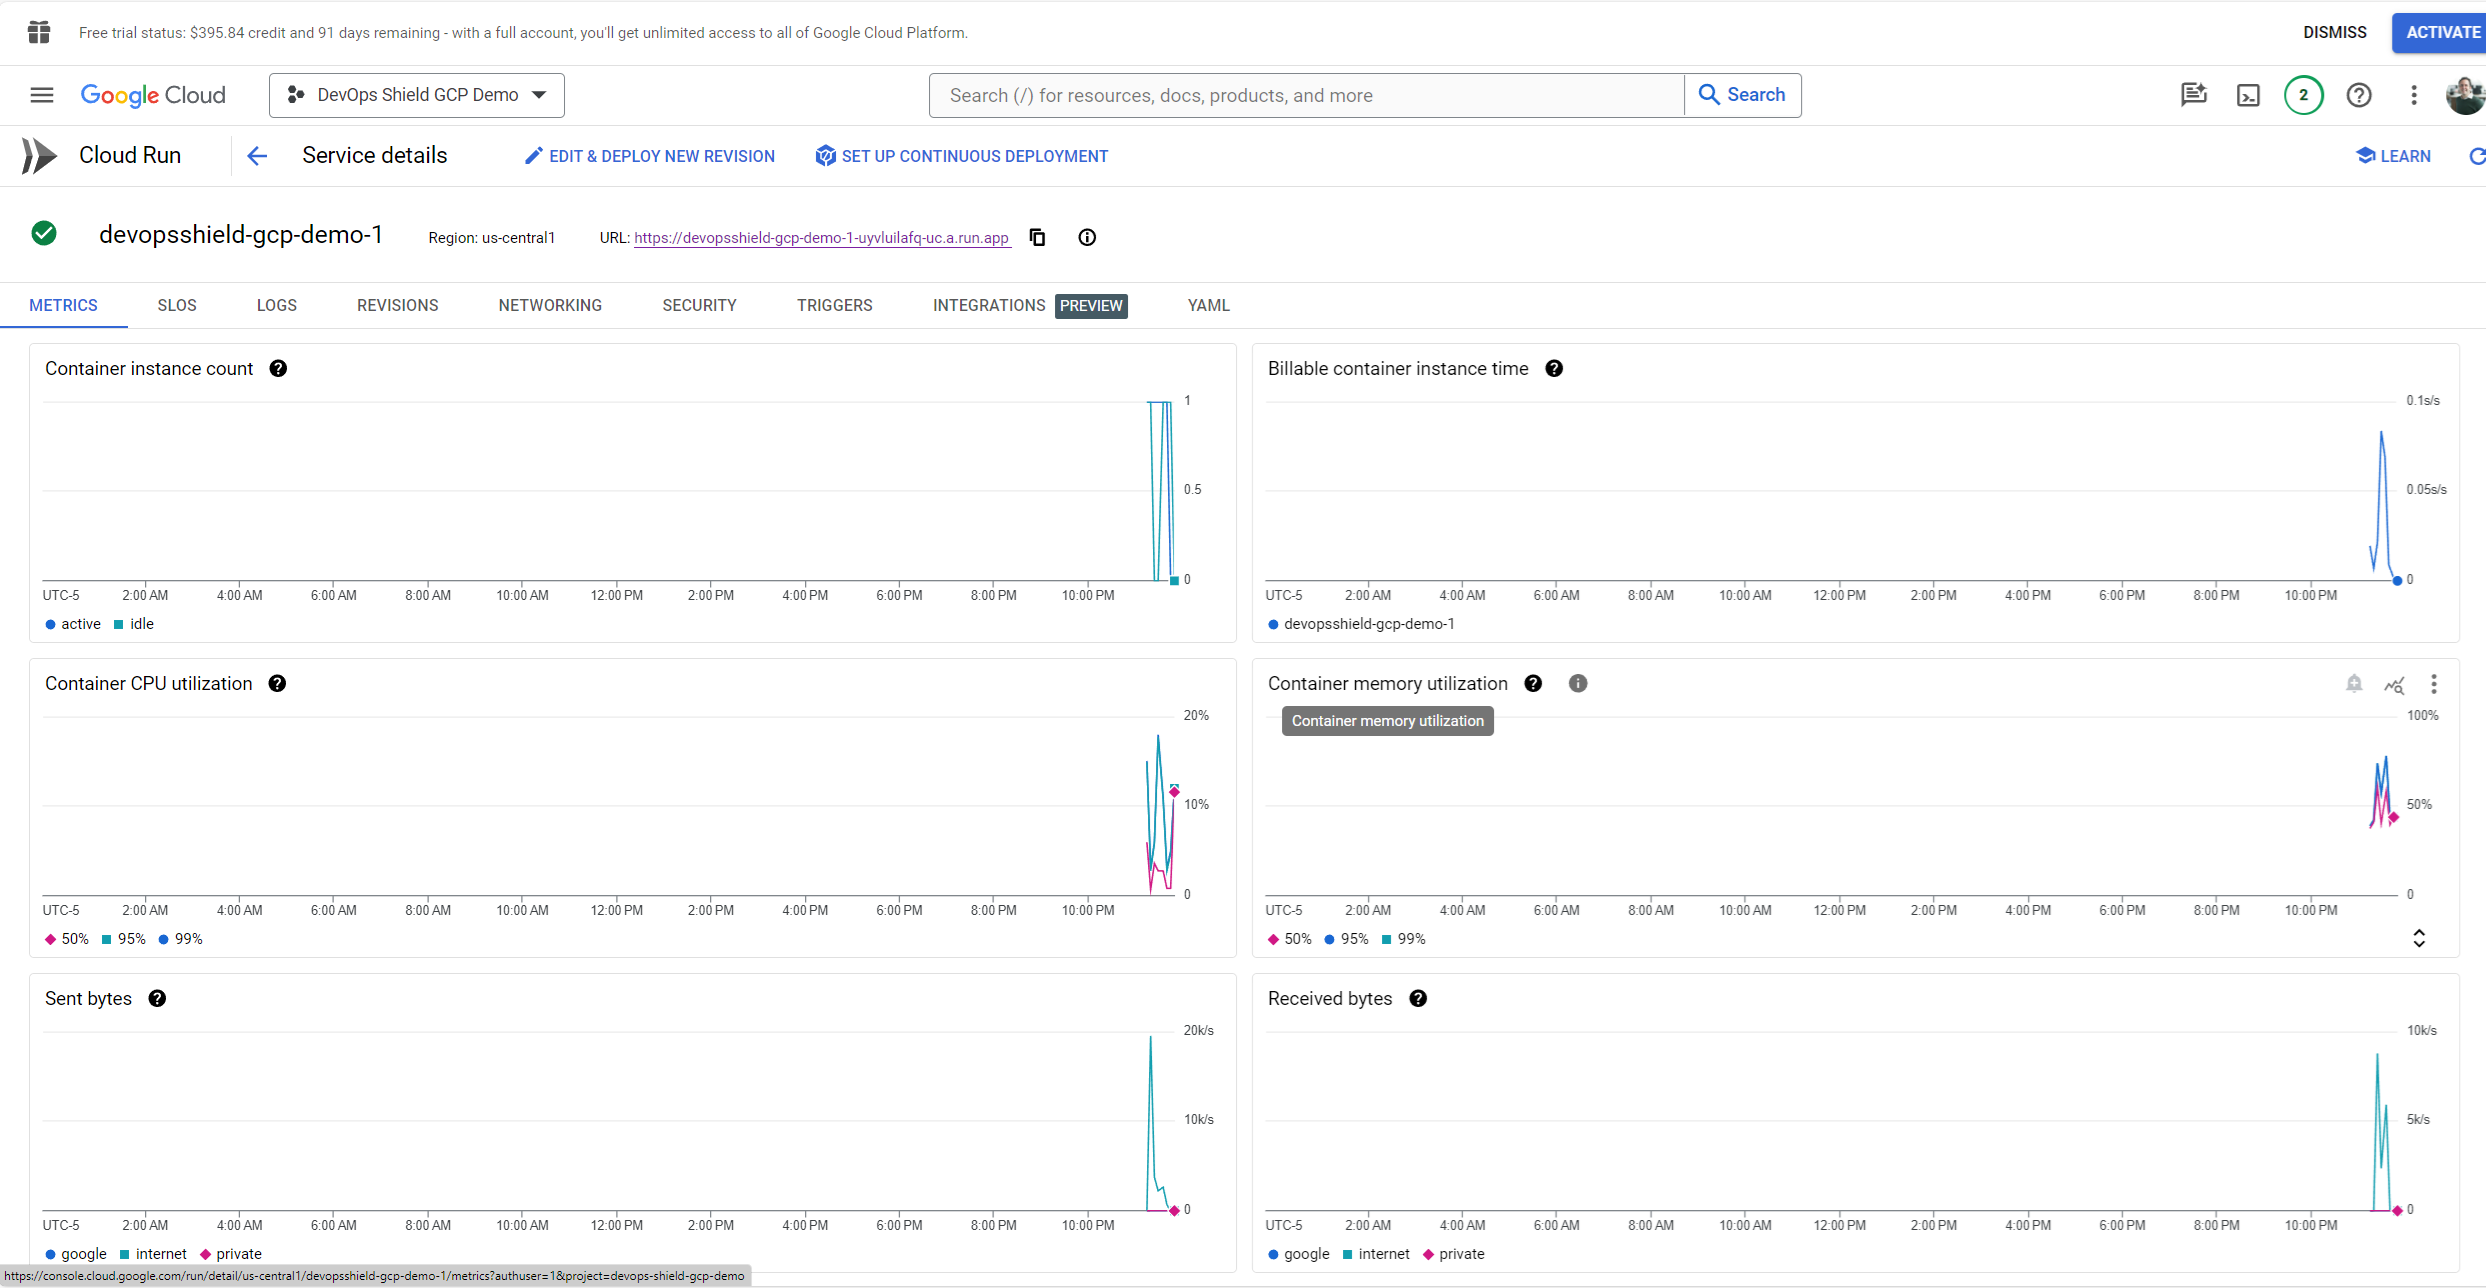 Free trial status: $395.84 credit and 91 days remaining - with a full account, you'll get unlimited access to all of Google Cloud Platform.
DISMISS
ACTIVATE
Google Cloud
DevOps Shield GCP Demo
Search (/) for resources, docs, products, and more
Search
2
Cloud Run
Service details
EDIT & DEPLOY NEW REVISION
SET UP CONTINUOUS DEPLOYMENT
LEARN
devopsshield-gcp-demo-1
Region: us-central1
URL: https://devopsshield-gcp-demo-1-uyvluilafq-uc.a.run.app
METRICS
SLOS
LOGS
REVISIONS
NETWORKING
SECURITY
TRIGGERS
INTEGRATIONS PREVIEW
YAML
Container instance count
1
0.5
0
UTC-5 2:00 AM 4:00 AM 6:00 AM 8:00 AM 10:00 AM 12:00 PM 2:00 PM 4:00 PM 6:00 PM 8:00 PM 10:00 PM
active idle
Billable container instance time
0.1s/s
0.05s/s
0
UTC-5 2:00 AM 4:00 AM 6:00 AM 8:00 AM 10:00 AM 12:00 PM 2:00 PM 4:00 PM 6:00 PM 8:00 PM 10:00 PM
devopsshield-gcp-demo-1
Container CPU utilization
20%
10%
0
UTC-5 2:00 AM 4:00 AM 6:00 AM 8:00 AM 10:00 AM 12:00 PM 2:00 PM 4:00 PM 6:00 PM 8:00 PM 10:00 PM
50% 95% 99%
Container memory utilization
Container memory utilization
100%
50%
0
UTC-5 2:00 AM 4:00 AM 6:00 AM 8:00 AM 10:00 AM 12:00 PM 2:00 PM 4:00 PM 6:00 PM 8:00 PM 10:00 PM
50% 95% 99%
Sent bytes
20k/s
10k/s
0
UTC-5 2:00 AM 4:00 AM 6:00 AM 8:00 AM 10:00 AM 12:00 PM 2:00 PM 4:00 PM 6:00 PM 8:00 PM 10:00 PM
google internet private
Received bytes
10k/s
5k/s
0
UTC-5 2:00 AM 4:00 AM 6:00 AM 8:00 AM 10:00 AM 12:00 PM 2:00 PM 4:00 PM 6:00 PM 8:00 PM 10:00 PM
google internet private
https://console.cloud.google.com/run/detail/us-central1/devopsshield-gcp-demo-1/metrics?authuser=1&project=devops-shield-gcp-demo